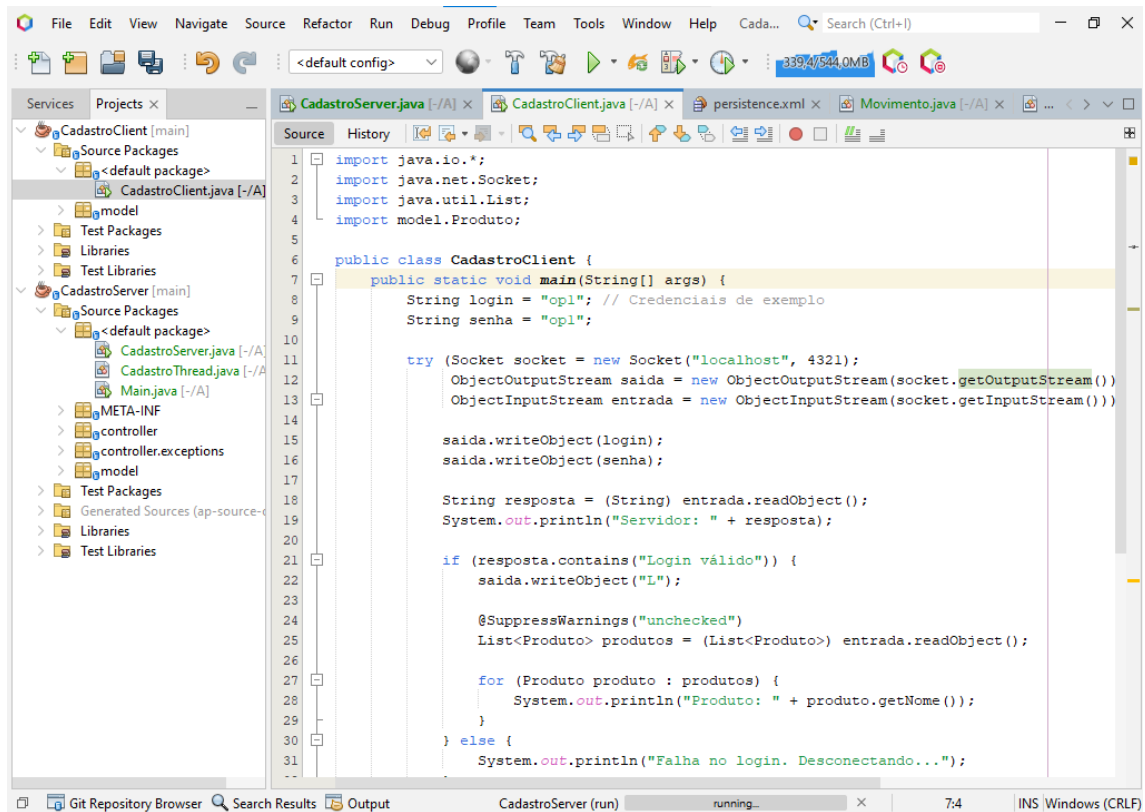 File Edit View Navigate Source Refactor Run Debug Profile Team Tools Window Help Cada... Search (Ctrl+I)
<default config> 339,4/544,0MB
Services Projects
CadastroServer.java [-/A] CadastroClient.java [-/A] persistence.xml Movimento.java [-/A] ...
Source History
CadastroClient [main]
Source Packages
<default package>
CadastroClient.java [-/A]
model
Test Packages
Libraries
Test Libraries
CadastroServer [main]
Source Packages
<default package>
CadastroServer.java [-/A]
CadastroThread.java [-/A
Main.java [-/A]
META-INF
controller
controller.exceptions
model
Test Packages
Generated Sources (ap-source-o
Libraries
Test Libraries
1 import java.io.*;
2 import java.net.Socket;
3 import java.util.List;
4 import model.Produto;
5
6 public class CadastroClient {
7 public static void main(String[] args) {
8 String login = "op1"; // Credenciais de exemplo
9 String senha = "op1";
10
11 try (Socket socket = new Socket("localhost", 4321);
12 ObjectOutputStream saida = new ObjectOutputStream(socket.getOutputStream())
13 ObjectInputStream entrada = new ObjectInputStream(socket.getInputStream()))
14
15 saida.writeObject(login);
16 saida.writeObject(senha);
17
18 String resposta = (String) entrada.readObject();
19 System.out.println("Servidor: " + resposta);
20
21 if (resposta.contains("Login válido")) {
22 saida.writeObject("L");
23
24 @SuppressWarnings("unchecked")
25 List<Produto> produtos = (List<Produto>) entrada.readObject();
26
27 for (Produto produto : produtos) {
28 System.out.println("Produto: " + produto.getNome());
29 }
30 } else {
31 System.out.println("Falha no login. Desconectando...");
Git Repository Browser Search Results Output CadastroServer (run) running... 7:4 INS Windows (CRLF)